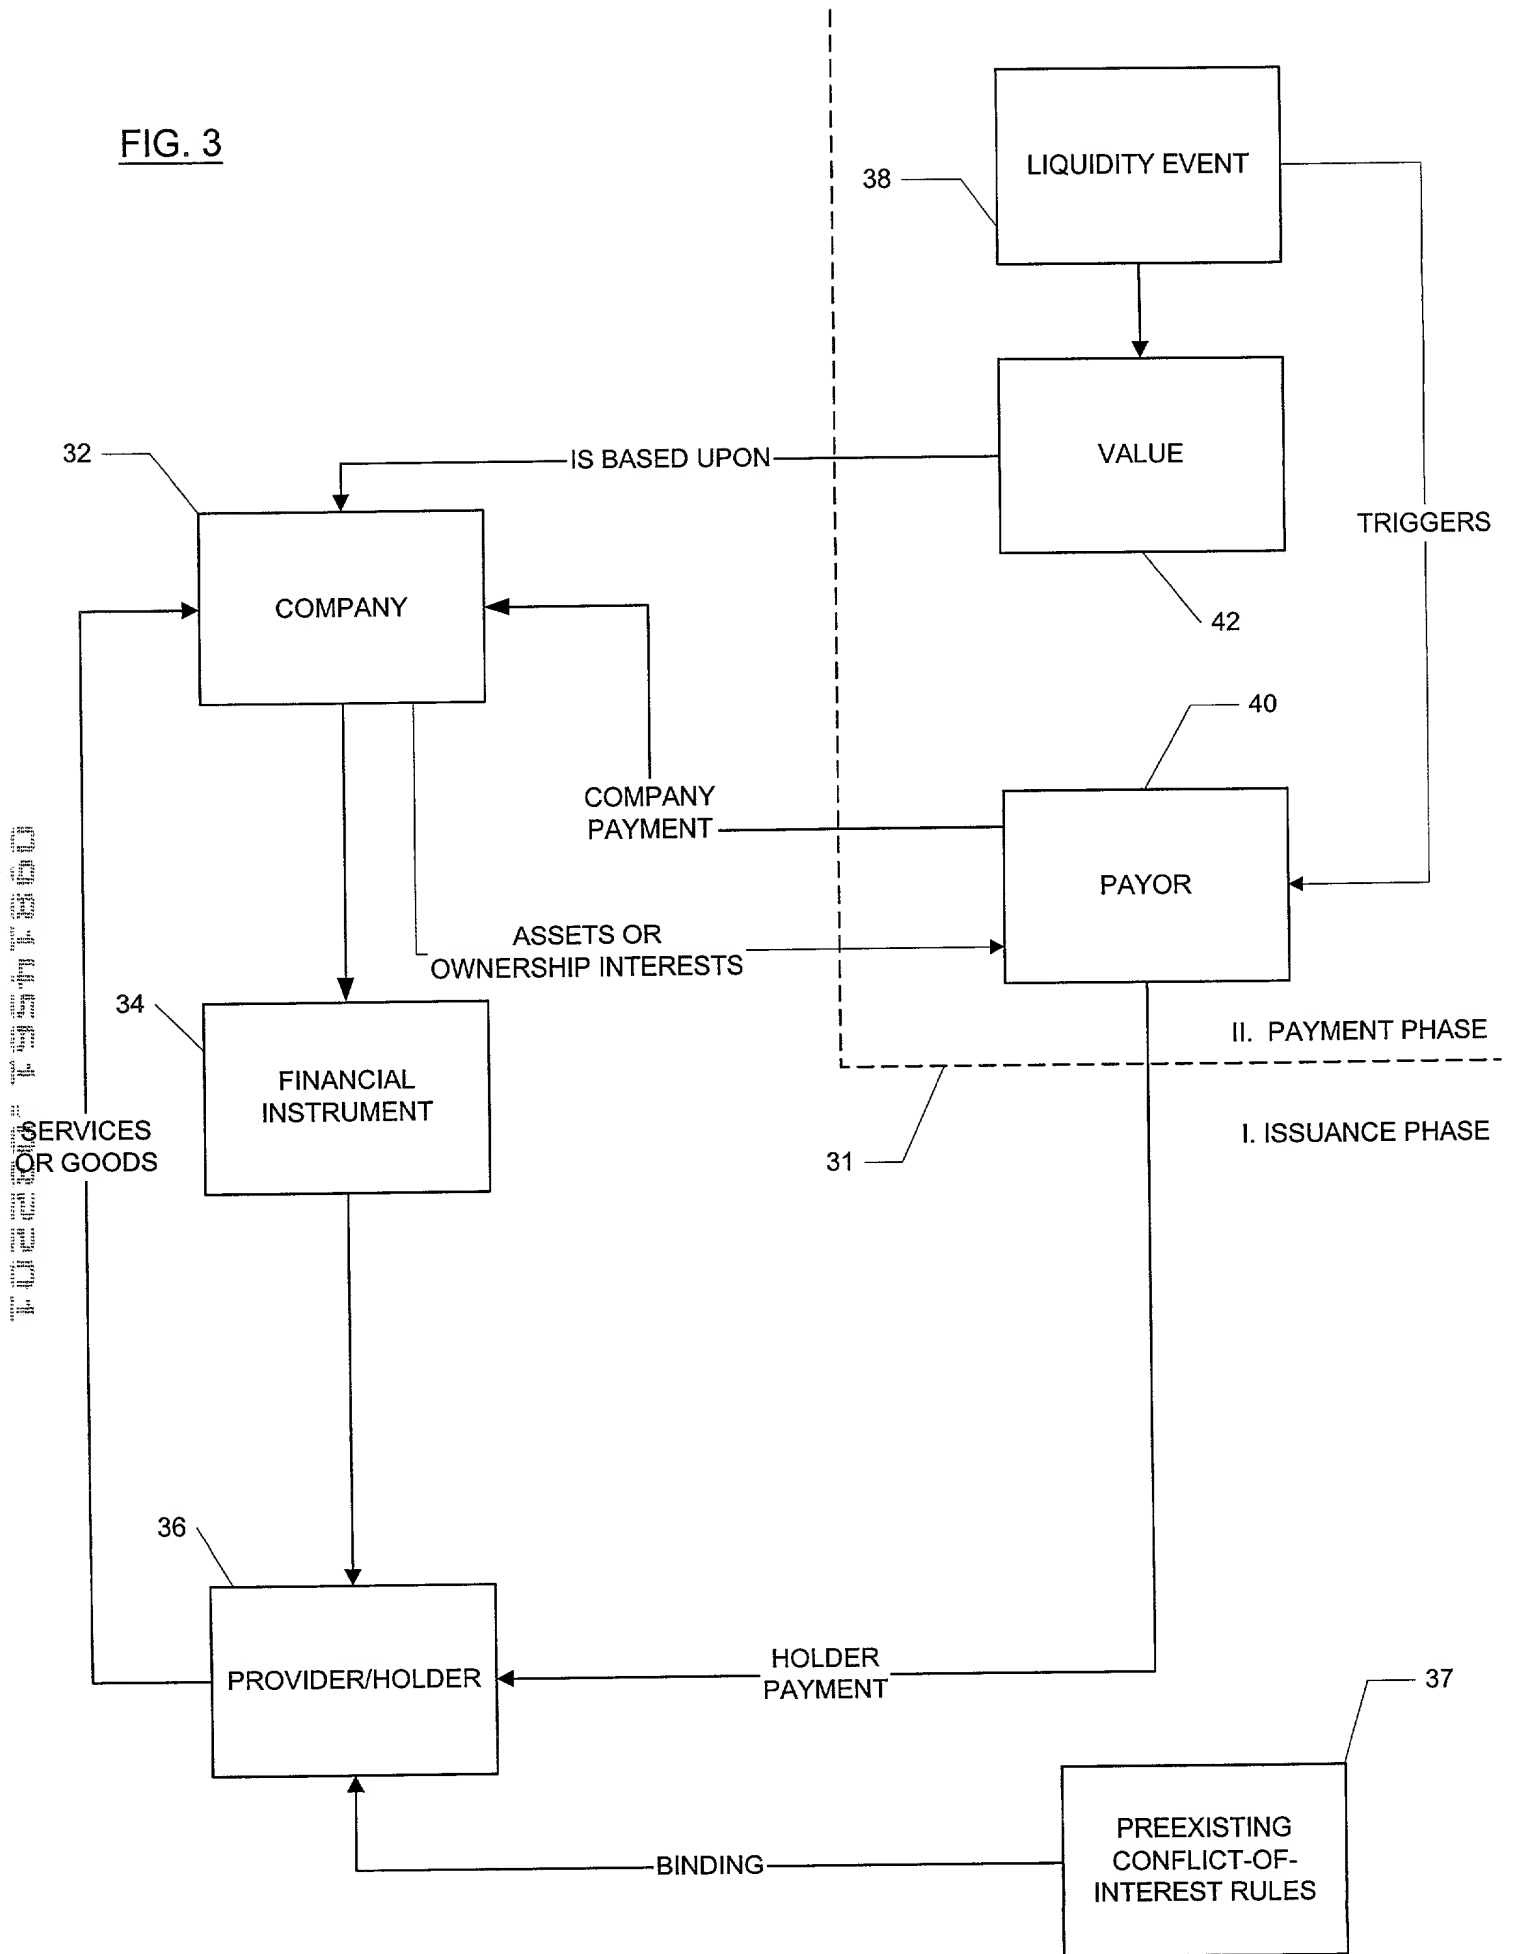 FIG. 3
LIQUIDITY EVENT
38
VALUE
IS BASED UPON
32
TRIGGERS
COMPANY
42
40
COMPANY
PAYMENT
PAYOR
ASSETS OR
OWNERSHIP INTERESTS
34
II. PAYMENT PHASE
FINANCIAL
INSTRUMENT
SERVICES
OR GOODS
I. ISSUANCE PHASE
31
36
PROVIDER/HOLDER
HOLDER
PAYMENT
37
PREEXISTING
CONFLICT-OF-
INTEREST RULES
BINDING